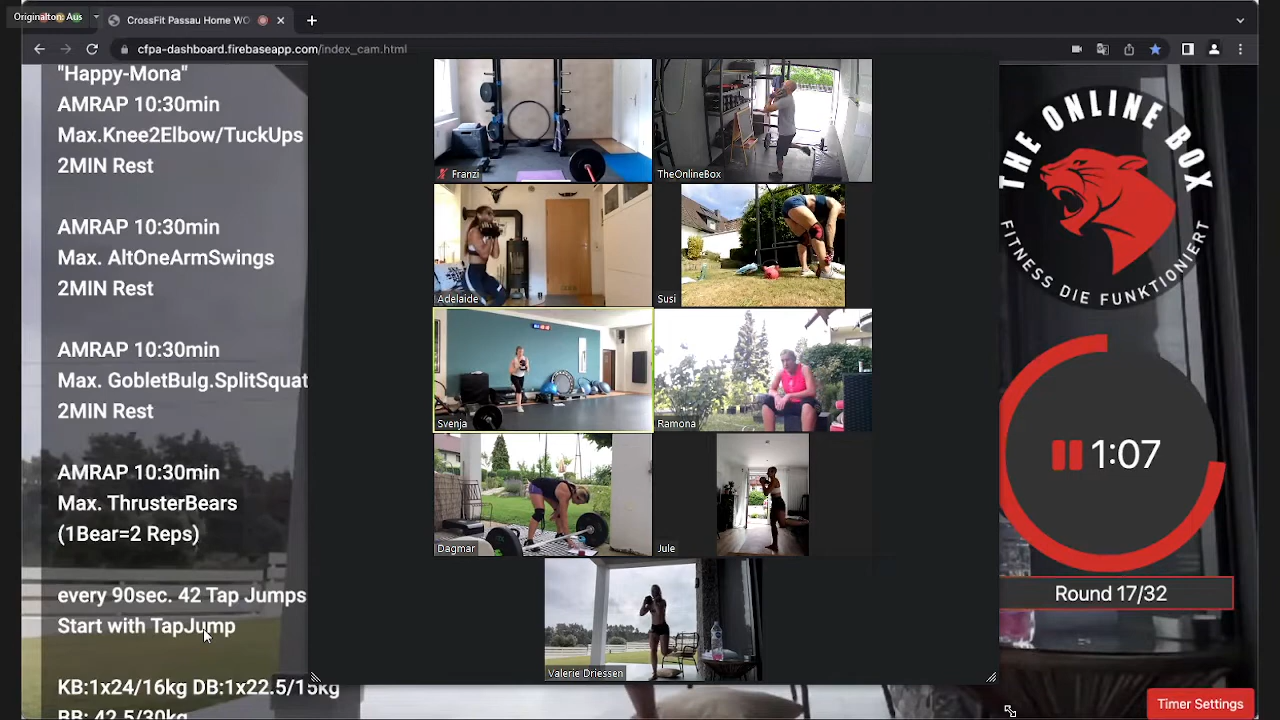 Originalton: Aus
CrossFit Passau Home WO
cfpa-dashboard.firebaseapp.com/index_cam.html
"Happy-Mona"
AMRAP 10:30min
Max.Knee2Elbow/TuckUps
2MIN Rest
AMRAP 10:30min
Max. AltOneArmSwings
2MIN Rest
AMRAP 10:30min
Max. GobletBulg.SplitSquat
2MIN Rest
AMRAP 10:30min
Max. ThrusterBears
(1Bear=2 Reps)
every 90sec. 42 Tap Jumps
Start with TapJump
KB:1x24/16kg DB:1x22.5/15kg
BB: 42.5/30kg
Franzi
TheOnlineBox
Adelaide
Susi
Svenja
Ramona
Dagmar
Jule
Valerie Driessen
THE ONLINE BOX
FITNESS DIE FUNKTIONIERT
1:07
Round 17/32
Timer Settings